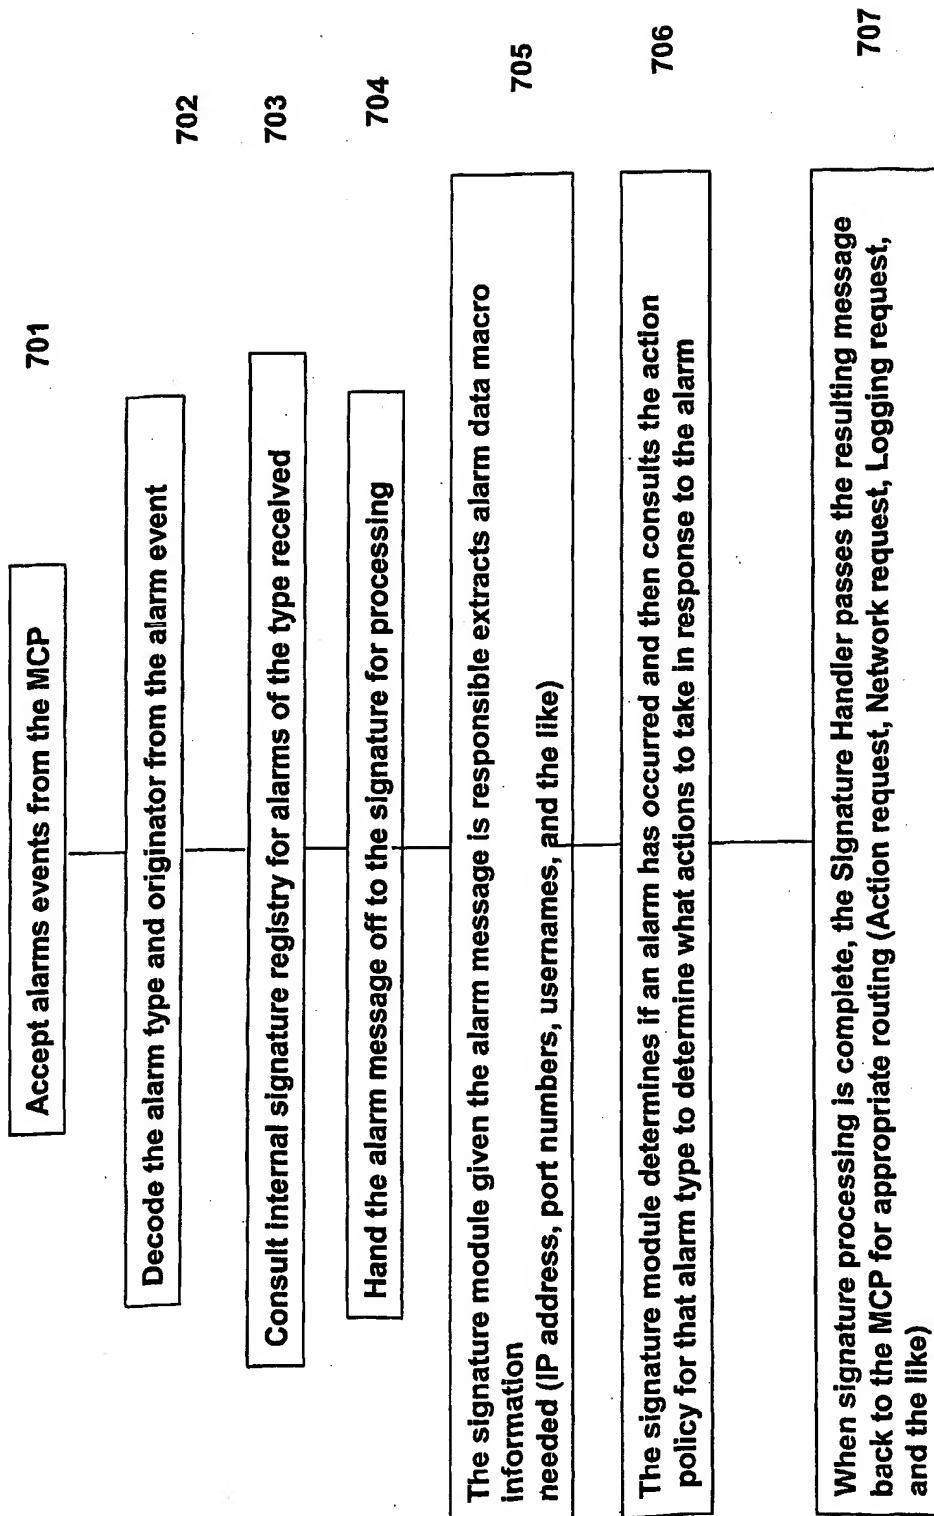 Accept alarms events from the MCP
701
Decode the alarm type and originator from the alarm event
702
Consult internal signature registry for alarms of the type received
703
Hand the alarm message off to the signature for processing
704
The signature module given the alarm message is responsible extracts alarm data macro
information
needed (IP address, port numbers, usernames, and the like)
705
The signature module determines if an alarm has occurred and then consults the action
policy for that alarm type to determine what actions to take in response to the alarm
706
When signature processing is complete, the Signature Handler passes the resulting message
back to the MCP for appropriate routing (Action request, Network request, Logging request,
and the like)
707